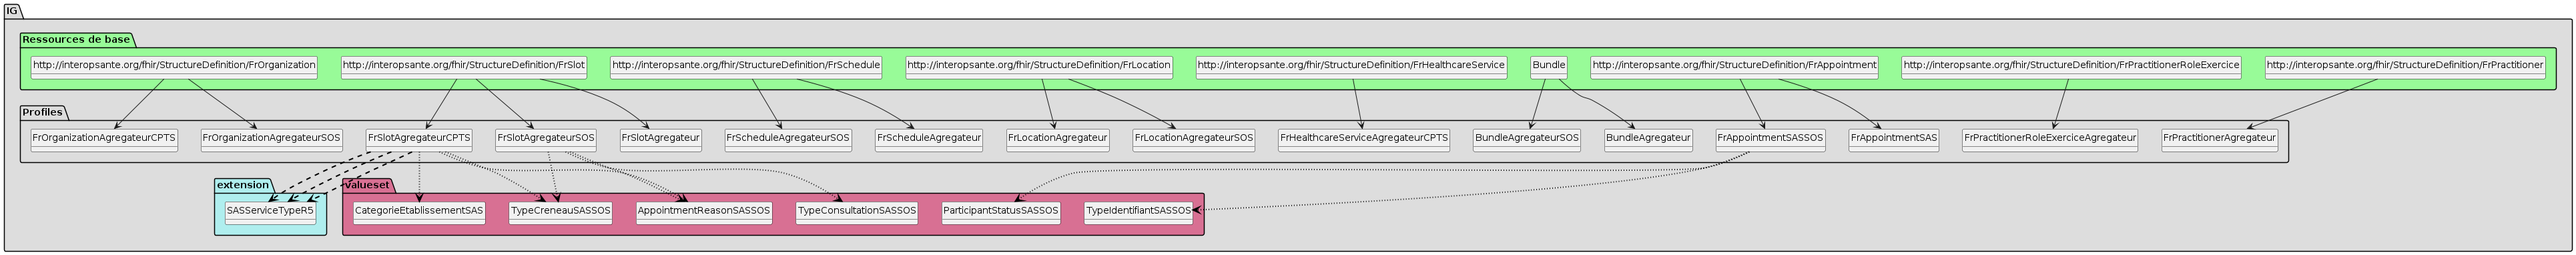 IG
Ressources de base
http://interopsante.org/fhir/StructureDefinition/FrOrganization
http://interopsante.org/fhir/StructureDefinition/FrSlot
http://interopsante.org/fhir/StructureDefinition/FrSchedule
http://interopsante.org/fhir/StructureDefinition/FrLocation
http://interopsante.org/fhir/StructureDefinition/FrHealthcareService
Bundle
http://interopsante.org/fhir/StructureDefinition/FrAppointment
http://interopsante.org/fhir/StructureDefinition/FrPractitionerRoleExercice
http://interopsante.org/fhir/StructureDefinition/FrPractitioner
Profiles
FrOrganizationAgregateurCPTS
FrOrganizationAgregateurSOS
FrSlotAgregateurCPTS
FrSlotAgregateurSOS
FrSlotAgregateur
FrScheduleAgregateurSOS
FrScheduleAgregateur
FrLocationAgregateur
FrLocationAgregateurSOS
FrHealthcareServiceAgregateurCPTS
BundleAgregateurSOS
BundleAgregateur
FrAppointmentSASSOS
FrAppointmentSAS
FrPractitionerRoleExerciceAgregateur
FrPractitionerAgregateur
extension
SASServiceTypeR5
valueset
CategorieEtablissementSAS
TypeCreneauSASSOS
AppointmentReasonSASSOS
TypeConsultationSASSOS
ParticipantStatusSASSOS
TypeIdentifiantSASSOS